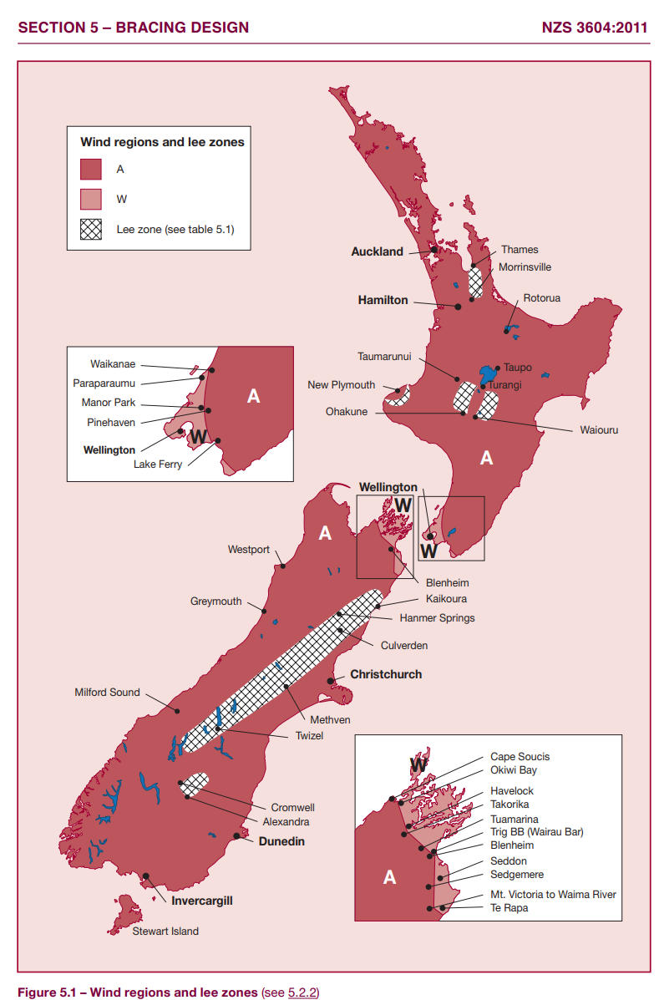 SECTION 5 – BRACING DESIGN
NZS 3604:2011
Wind regions and lee zones
A
W
Lee zone (see table 5.1)
Auckland
Thames
Morrinsville
Hamilton
Rotorua
Taumarunui
Taupo
New Plymouth
Turangi
Ohakune
Waiouru
A
Waikanae
Paraparaumu
A
Manor Park
Pinehaven
W
Wellington
Lake Ferry
Wellington
W
A
W
Westport
Blenheim
Greymouth
Kaikoura
Hanmer Springs
Culverden
Christchurch
Milford Sound
Methven
Twizel
Cromwell
Alexandra
Dunedin
Invercargill
Stewart Island
W
Cape Soucis
Okiwi Bay
Havelock
Takorika
Tuamarina
Trig BB (Wairau Bar)
Blenheim
Seddon
A
Sedgemere
Mt. Victoria to Waima River
Te Rapa
Figure 5.1 – Wind regions and lee zones (see 5.2.2)